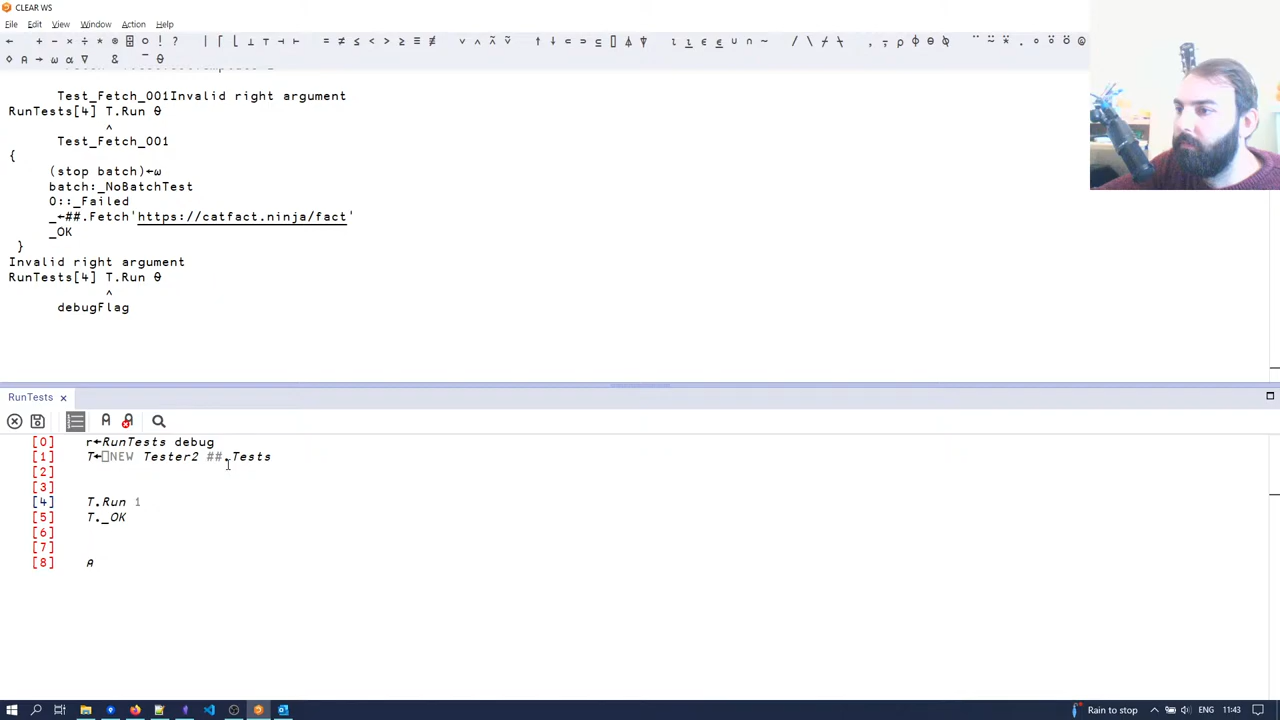 CLEAR WS
File Edit View Window Action Help
← + - × ÷ * ⍟ ⌹ ○ ! ? | ⌈ ⌊ ⊥ ⊤ ⊣ ⊢ = ≠ ≤ < > ≥ ≡ ≢ ∨ ∧ ⍲ ⍱ ↑ ↓ ⊂ ⊃ ⊆ ⌷ ⍋ ⍒ ⍳ ⍸ ∊ ⍷ ∪ ∩ ~ / \ ⌿ ⍀ , ⍪ ⍴ ⌽ ⊖ ⍉ ¨ ⍨ ⍣ . ∘ ⍤ ⍥ @
◊ ⍝ → ⍵ ⍺ ∇ & ¯ ⍬
Test_Fetch_001Invalid right argument
RunTests[4] T.Run ⍬
^
Test_Fetch_001
{
(stop batch)←⍵
batch:_NoBatchTest
0::_Failed
_←##.Fetch'https://catfact.ninja/fact'
_OK
}
Invalid right argument
RunTests[4] T.Run ⍬
^
debugFlag
RunTests
[0] r←RunTests debug
[1] T←⎕NEW Tester2 ##.Tests
[2]
[3]
[4] T.Run 1
[5] T._OK
[6]
[7]
[8] ⍝
Rain to stop ENG 11:43